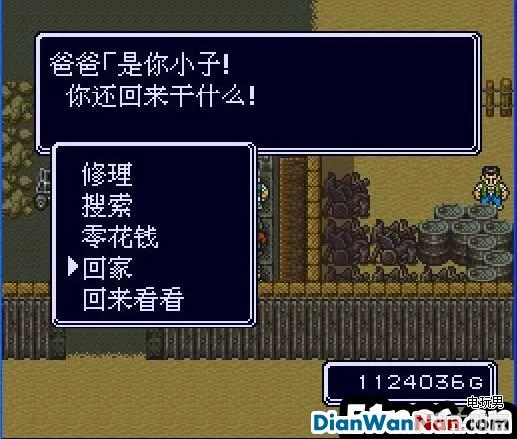 爸爸「是你小子!
你还回来干什么!
修理
搜索
零花钱
回家
回来看看
1124036G
电玩男
DianWanNan.com